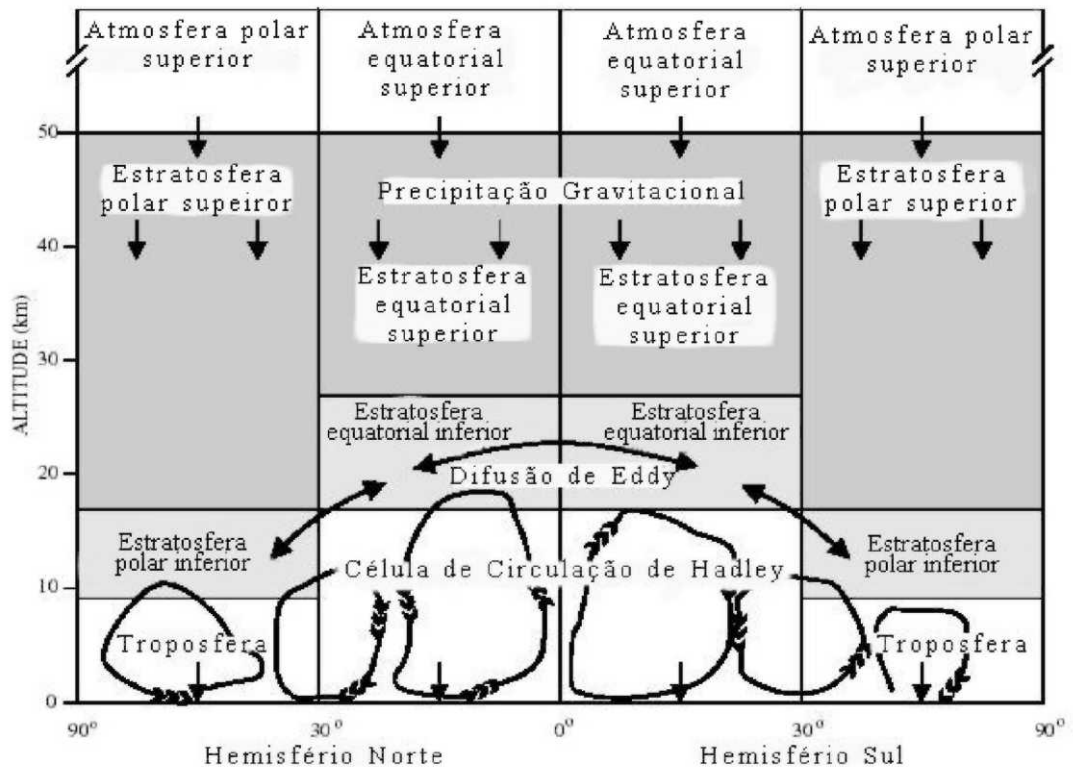 Atmosfera polar
superior
Atmosfera
equatorial
superior
Atmosfera
equatorial
superior
Atmosfera polar
superior
50
Estratosfera
polar supeiror
Precipitação Gravitacional
Estratosfera
polar superior
40
Estratosfera
equatorial
superior
Estratosfera
equatorial
superior
ALTITUDE (km)
30
Estratosfera
equatorial inferior
Estratosfera
equatorial inferior
20
Difusão de Eddy
Estratosfera
polar inferior
Estratosfera
polar inferior
10
Célula de Circulação de Hadley
Troposfera
Troposfera
0
90° 30° 0° 30° 90°
Hemisfério Norte Hemisfério Sul